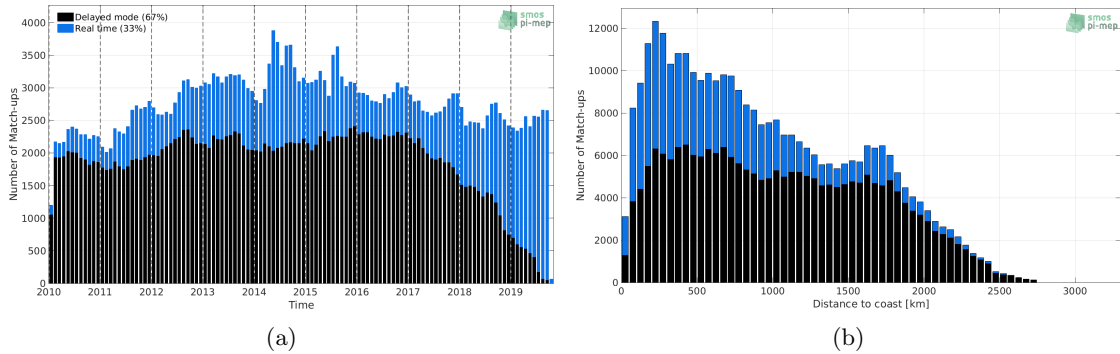 Delayed mode (67%)
Real time (33%)
smos
pi-mep
Number of Match-ups
4000
3500
3000
2500
2000
1500
1000
500
0
2010 2011 2012 2013 2014 2015 2016 2017 2018 2019
Time
(a)
smos
pi-mep
Number of Match-ups
12000
10000
8000
6000
4000
2000
0
0 500 1000 1500 2000 2500 3000
Distance to coast [km]
(b)